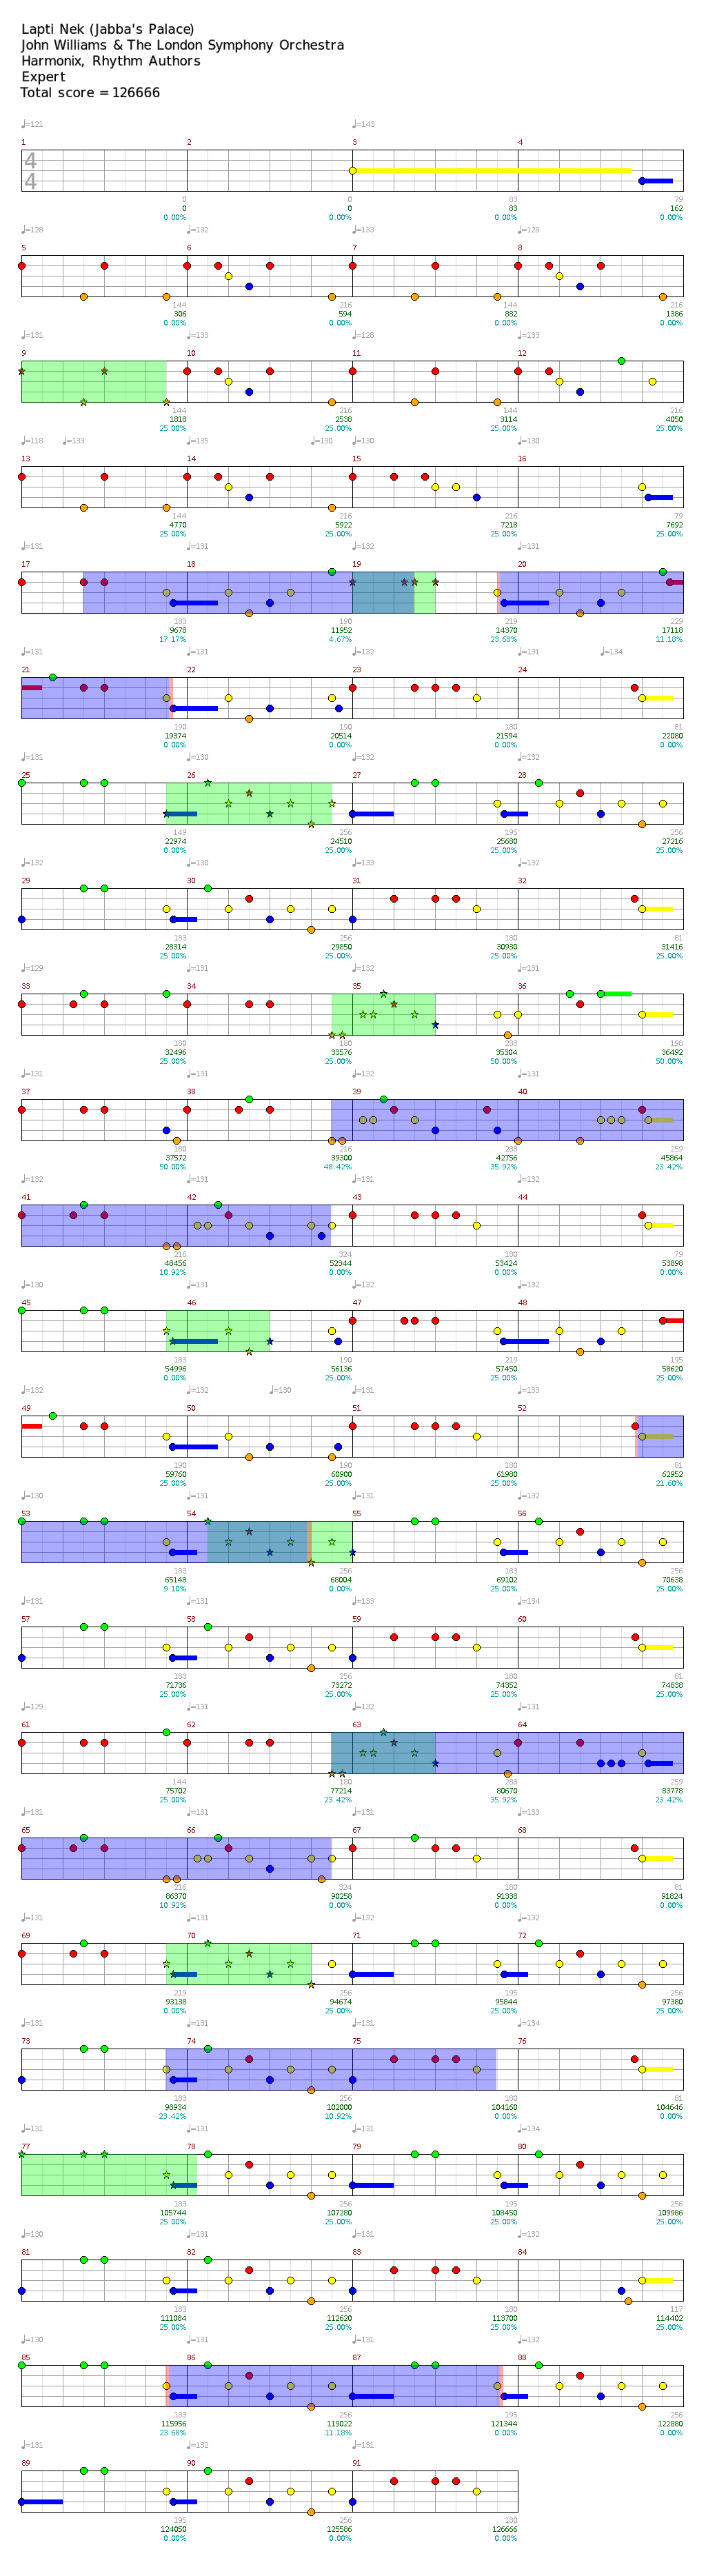 Lapti Nek (Jabba's Palace)
John Williams & The London Symphony Orchestra
Harmonix, Rhythm Authors
Expert
Total score = 126666
♩=121 ♩=143
1 2 3 4
4
4
0 0 83 79
0 0 83 162
0.00% 0.00% 0.00% 0.00%
♩=128 ♩=132 ♩=133 ♩=128
5 6 7 8
144 216 144 216
306 594 882 1386
0.00% 0.00% 0.00% 0.00%
♩=131 ♩=133 ♩=128 ♩=133
9 10 11 12
144 216 144 216
1818 2538 3114 4050
25.00% 25.00% 25.00% 25.00%
♩=118 ♩=133 ♩=135 ♩=130 ♩=130 ♩=130
13 14 15 16
144 216 216 79
4770 5922 7218 7692
25.00% 25.00% 25.00% 25.00%
♩=131 ♩=131 ♩=132 ♩=131
17 18 19 20
183 190 219 229
9678 11952 14370 17118
17.17% 4.67% 23.68% 11.18%
♩=131 ♩=131 ♩=132 ♩=131 ♩=134
21 22 23 24
190 190 180 81
19374 20514 21594 22080
0.00% 0.00% 0.00% 0.00%
♩=131 ♩=130 ♩=132 ♩=132
25 26 27 28
149 256 195 256
22974 24510 25680 27216
0.00% 25.00% 25.00% 25.00%
♩=132 ♩=130 ♩=133 ♩=132
29 30 31 32
183 256 180 81
28314 29850 30930 31416
25.00% 25.00% 25.00% 25.00%
♩=129 ♩=131 ♩=132 ♩=131
33 34 35 36
180 180 288 198
32496 33576 35304 36492
25.00% 25.00% 50.00% 50.00%
♩=131 ♩=131 ♩=132 ♩=131
37 38 39 40
180 216 288 259
37572 39300 42756 45864
50.00% 48.42% 35.92% 23.42%
♩=132 ♩=131 ♩=132 ♩=132
41 42 43 44
216 324 180 79
48456 52344 53424 53898
10.92% 0.00% 0.00% 0.00%
♩=130 ♩=131 ♩=132 ♩=132
45 46 47 48
183 190 219 195
54996 56136 57450 58620
0.00% 25.00% 25.00% 25.00%
♩=132 ♩=132 ♩=130 ♩=131 ♩=133
49 50 51 52
190 190 180 81
59760 60900 61980 62952
25.00% 25.00% 25.00% 21.60%
♩=130 ♩=131 ♩=131 ♩=132
53 54 55 56
183 256 183 256
65148 68004 69102 70638
9.10% 0.00% 25.00% 25.00%
♩=131 ♩=131 ♩=133 ♩=134
57 58 59 60
183 256 180 81
71736 73272 74352 74838
25.00% 25.00% 25.00% 25.00%
♩=129 ♩=131 ♩=132 ♩=131
61 62 63 64
144 180 288 259
75702 77214 80670 83778
25.00% 23.42% 35.92% 23.42%
♩=131 ♩=131 ♩=131 ♩=133
65 66 67 68
216 324 180 81
86370 90258 91338 91824
10.92% 0.00% 0.00% 0.00%
♩=131 ♩=131 ♩=132 ♩=132
69 70 71 72
219 256 195 256
93138 94674 95844 97380
0.00% 25.00% 25.00% 25.00%
♩=131 ♩=131 ♩=131 ♩=134
73 74 75 76
183 256 180 81
98934 102000 104160 104646
23.42% 10.92% 0.00% 0.00%
♩=131 ♩=131 ♩=131 ♩=134
77 78 79 80
183 256 195 256
105744 107280 108450 109986
25.00% 25.00% 25.00% 25.00%
♩=130 ♩=131 ♩=131 ♩=132
81 82 83 84
183 256 180 117
111084 112620 113700 114402
25.00% 25.00% 25.00% 25.00%
♩=130 ♩=131 ♩=131 ♩=132
85 86 87 88
183 256 195 256
115956 119022 121344 122880
23.68% 11.18% 0.00% 0.00%
♩=131 ♩=132 ♩=131
89 90 91
195 256 180
124050 125586 126666
0.00% 0.00% 0.00%